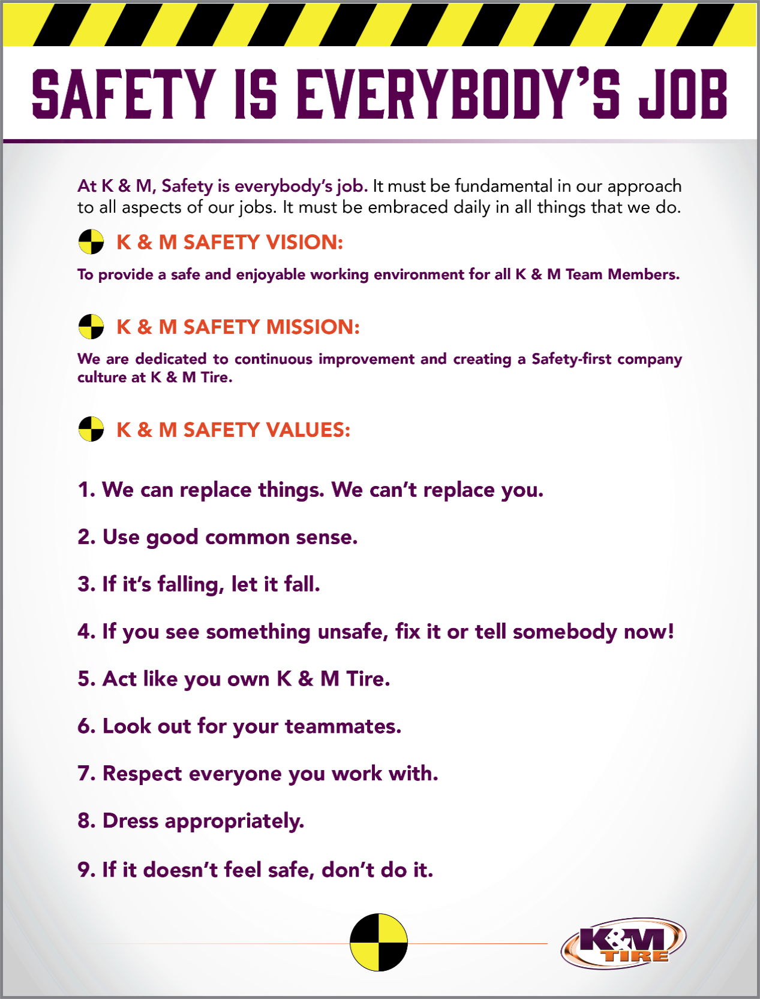 SAFETY IS EVERYBODY’S JOB
At K & M, Safety is everybody’s job. It must be fundamental in our approach
to all aspects of our jobs. It must be embraced daily in all things that we do.
K & M SAFETY VISION:
To provide a safe and enjoyable working environment for all K & M Team Members.
K & M SAFETY MISSION:
We are dedicated to continuous improvement and creating a Safety-first company
culture at K & M Tire.
K & M SAFETY VALUES:
1. We can replace things. We can’t replace you.
2. Use good common sense.
3. If it’s falling, let it fall.
4. If you see something unsafe, fix it or tell somebody now!
5. Act like you own K & M Tire.
6. Look out for your teammates.
7. Respect everyone you work with.
8. Dress appropriately.
9. If it doesn’t feel safe, don’t do it.
K&M
TIRE